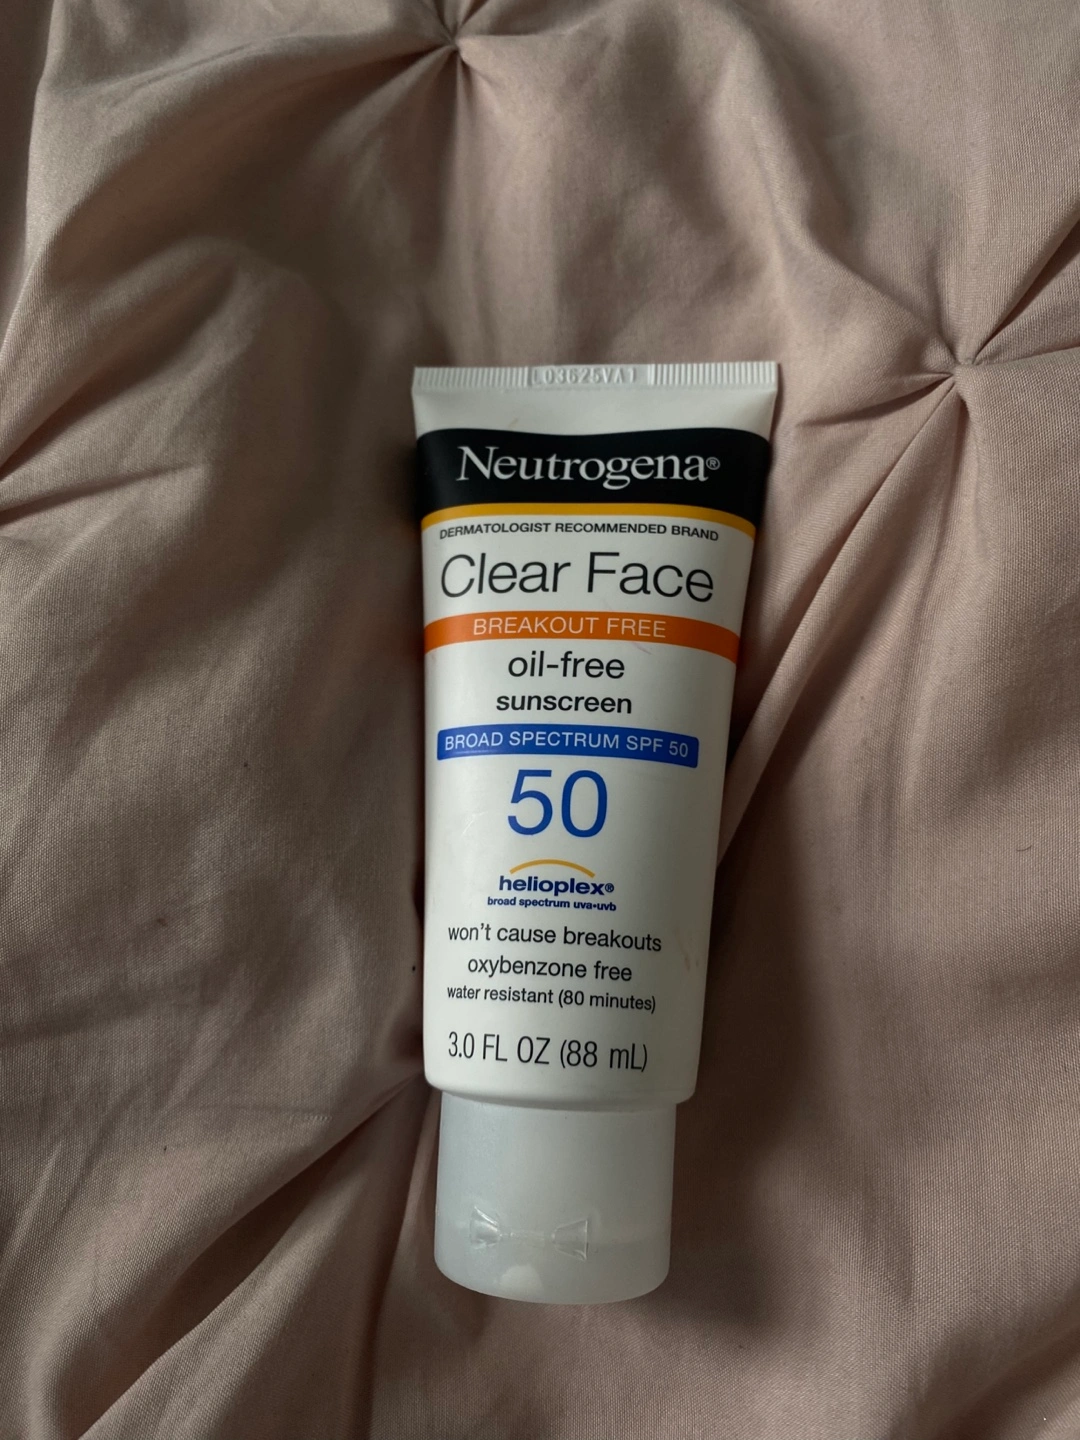 L03625VA1
Neutrogena®
DERMATOLOGIST RECOMMENDED BRAND
Clear Face
BREAKOUT FREE
oil-free
sunscreen
BROAD SPECTRUM SPF 50
50
helioplex®
broad spectrum uva•uvb
won't cause breakouts
oxybenzone free
water resistant (80 minutes)
3.0 FL OZ (88 mL)